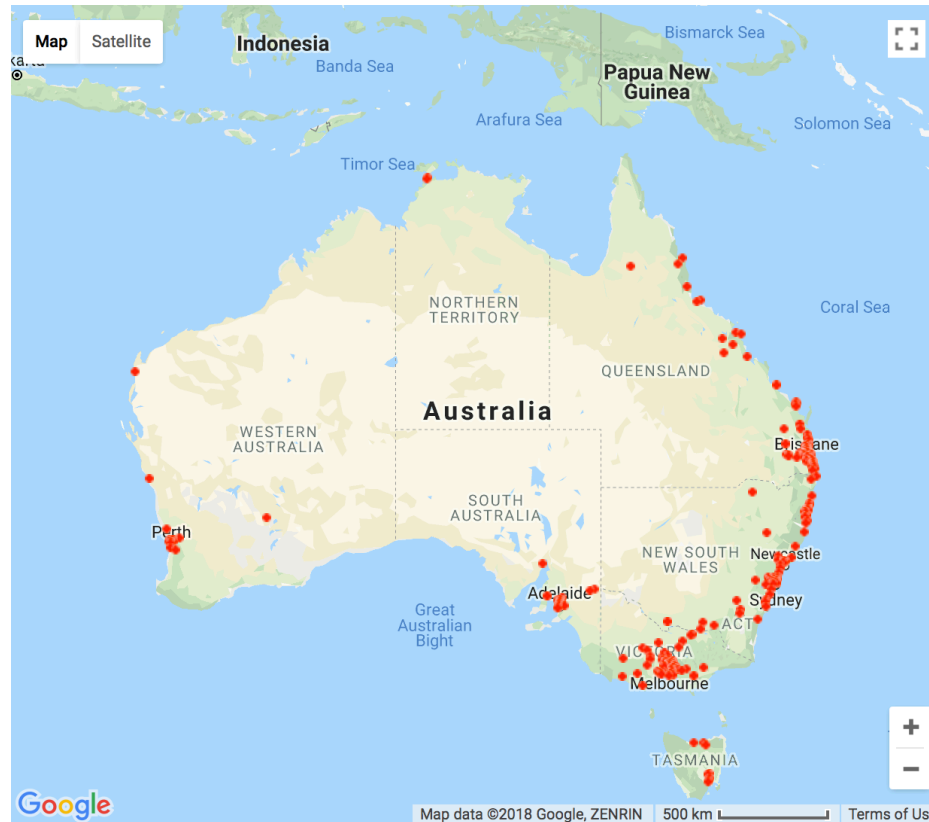 Map Satellite
Indonesia
Bismarck Sea
karta
Banda Sea
Papua New
Guinea
Arafura Sea
Solomon Sea
Timor Sea
NORTHERN
TERRITORY
Coral Sea
QUEENSLAND
Australia
WESTERN
AUSTRALIA
Brisbane
SOUTH
AUSTRALIA
Perth
NEW SOUTH
WALES
Newcastle
Adelaide
Sydney
Great
Australian
Bight
ACT
VICTORIA
Melbourne
TASMANIA
Google
Map data ©2018 Google, ZENRIN 500 km Terms of Us